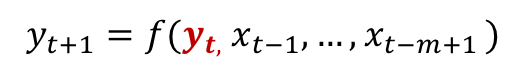 y_{t+1} = f(y_t, x_{t-1}, ..., x_{t-m+1})